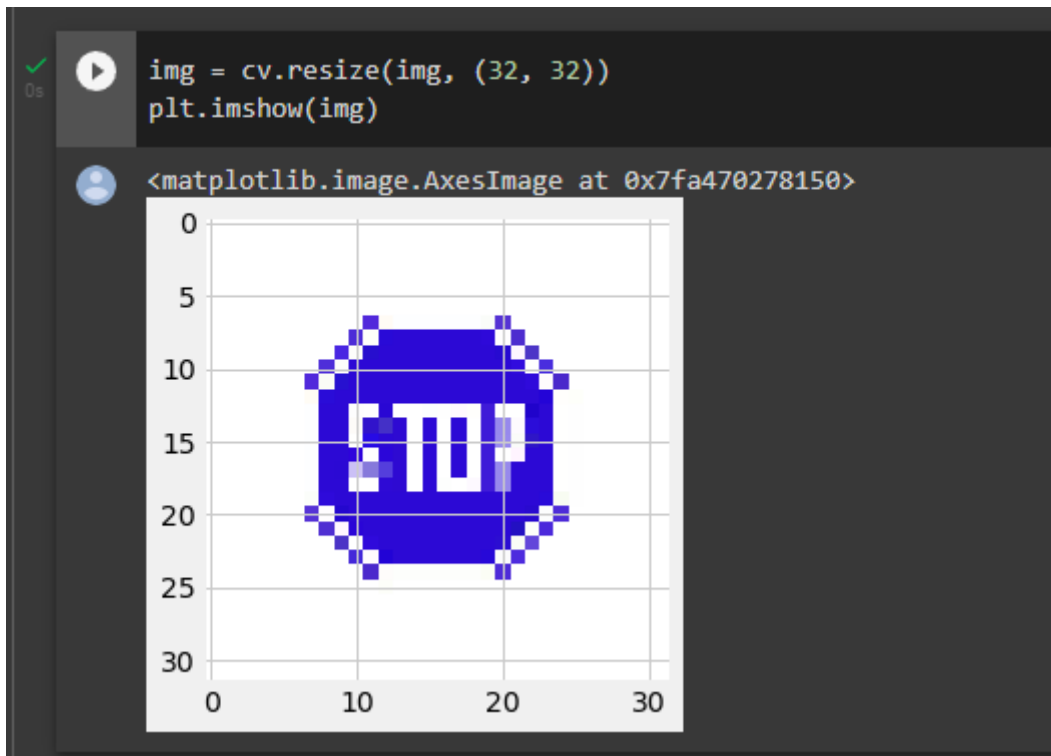 img = cv.resize(img, (32, 32))
plt.imshow(img)
0s
<matplotlib.image.AxesImage at 0x7fa470278150>
0
5
10
15
20
25
30
STOP
0 10 20 30